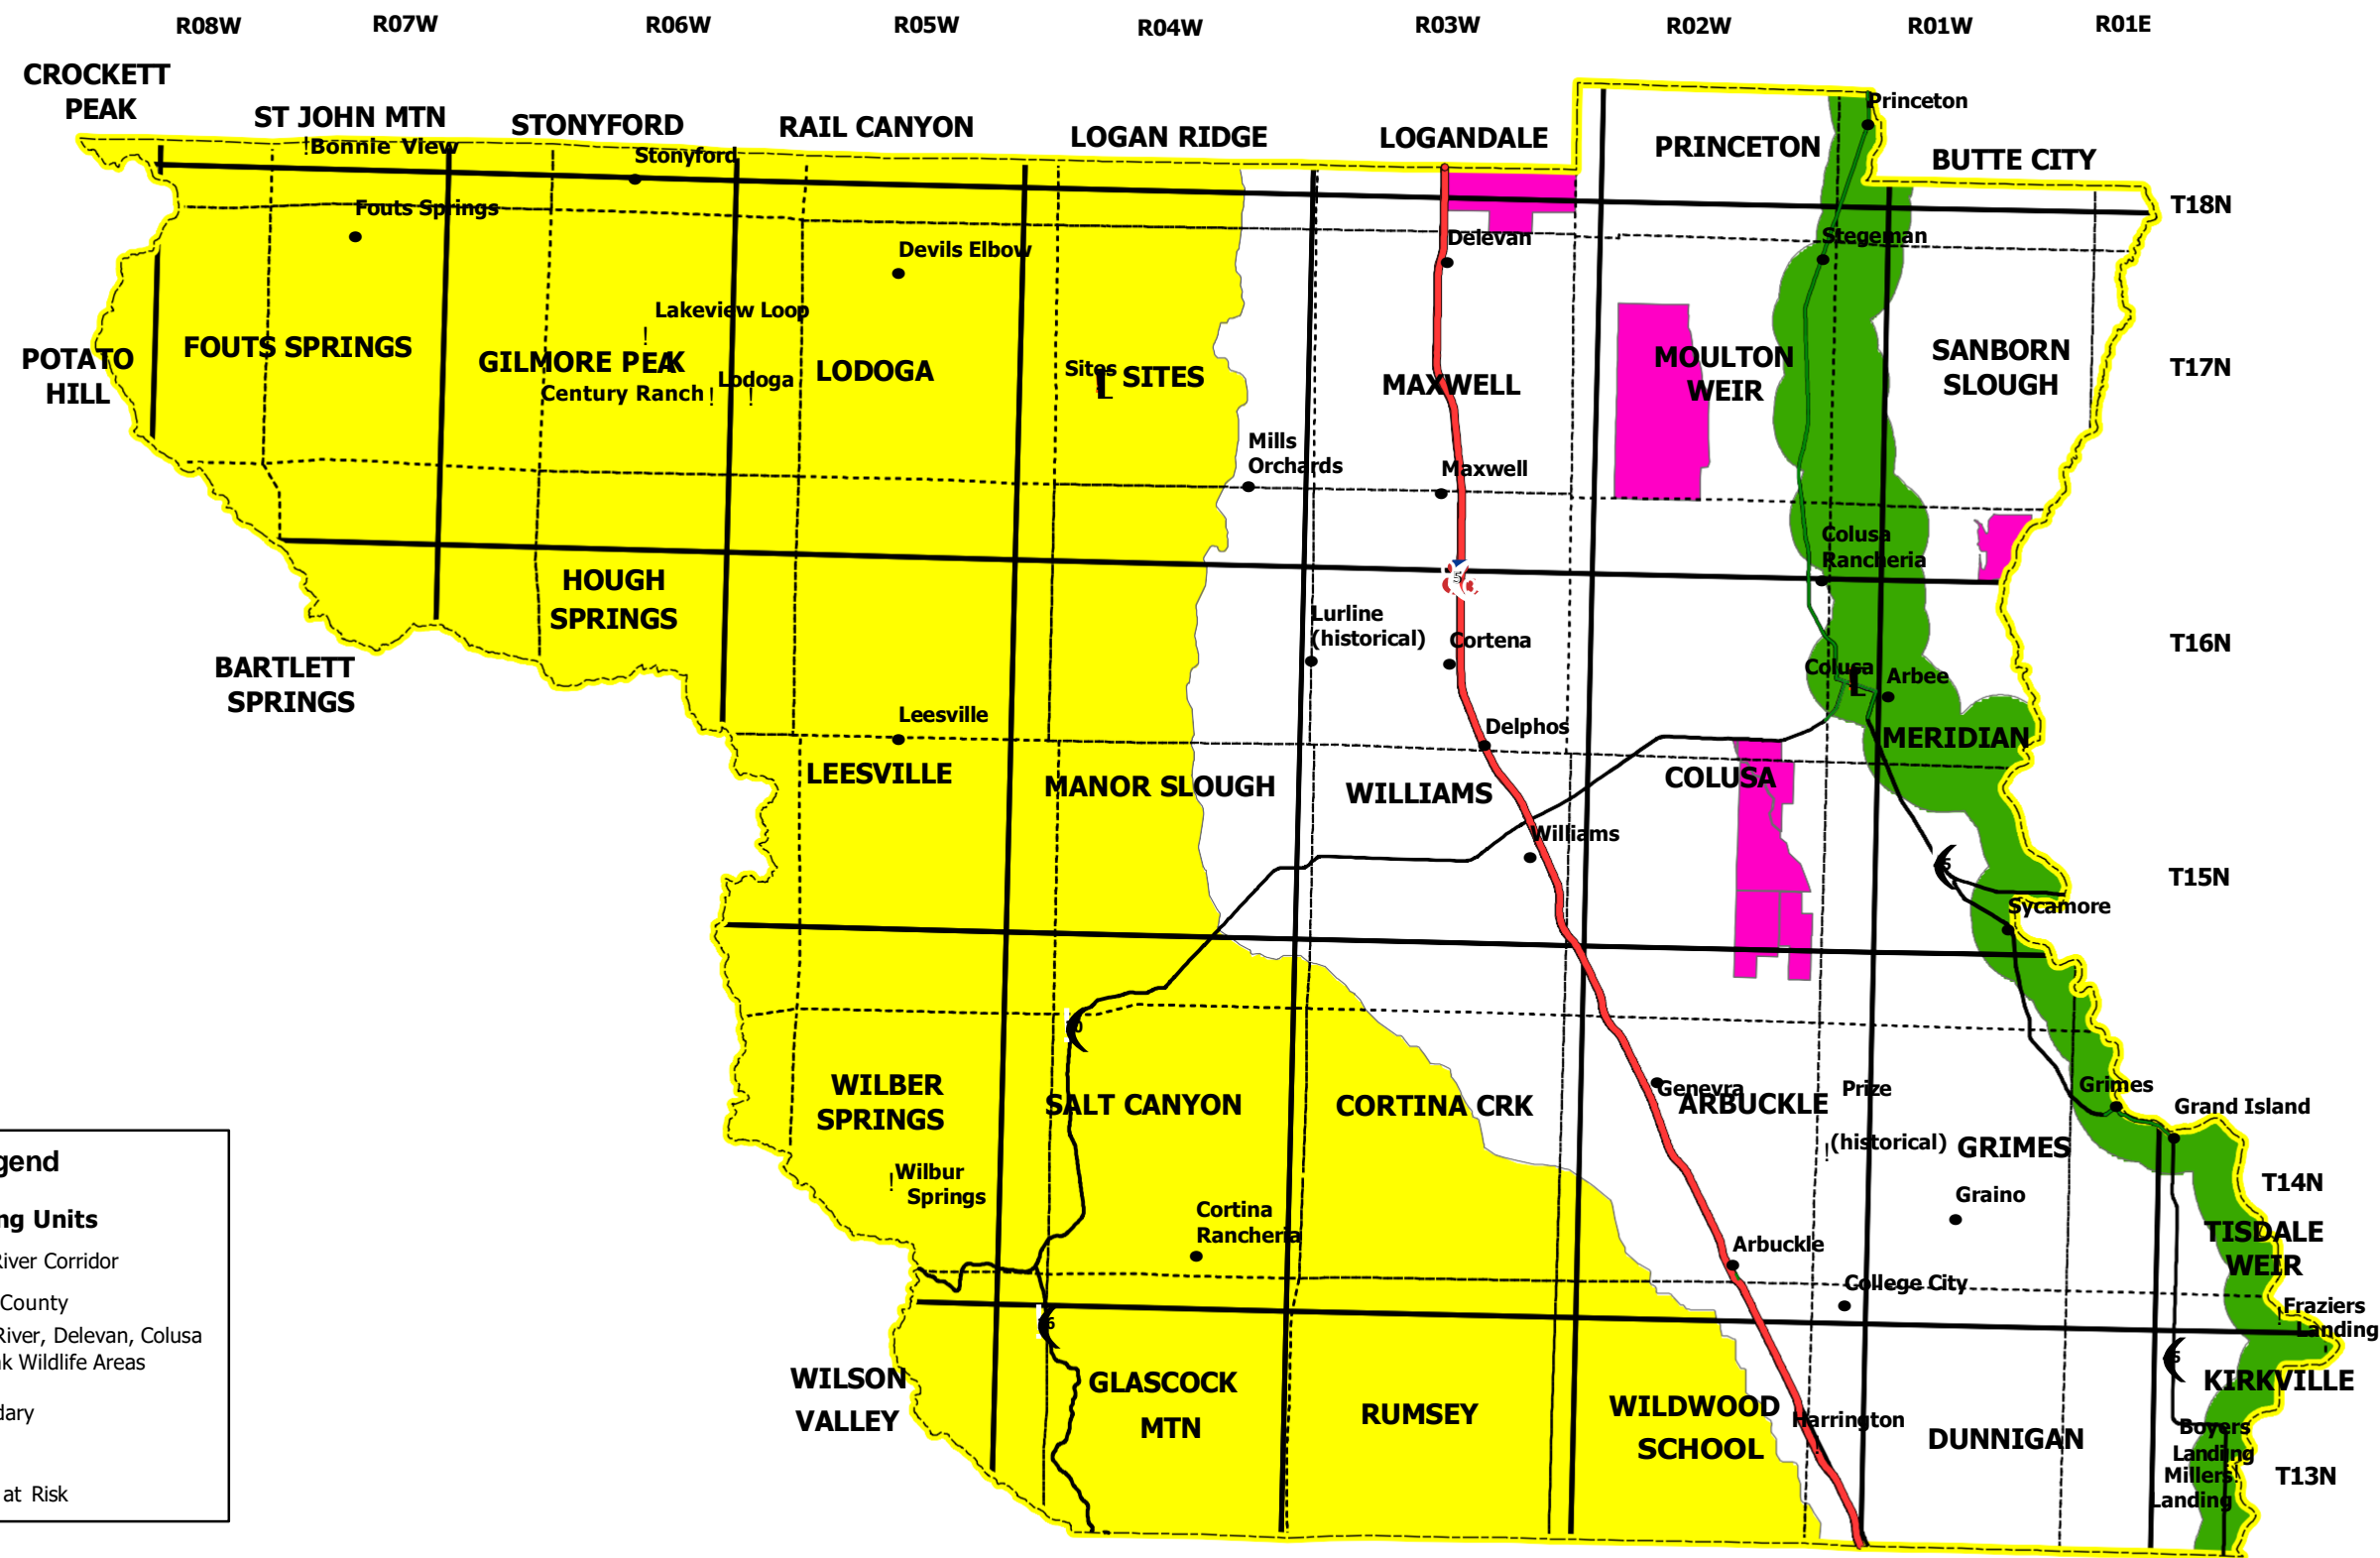 R08W R07W R06W R05W R04W R03W R02W R01W R01E
CROCKETT
PEAK
ST JOHN MTN
Bonnie View
STONYFORD
Stonyford
RAIL CANYON
LOGAN RIDGE
LOGANDALE
PRINCETON
Princeton
BUTTE CITY
T18N
Fouts Springs
Devils Elbow
Delevan
Stegeman
Lakeview Loop
POTATO
HILL
FOUTS SPRINGS
GILMORE PEAK
Century Ranch
Lodoga
LODOGA
Sites
SITES
MAXWELL
MOULTON
WEIR
SANBORN
SLOUGH
T17N
Mills
Orchards
Maxwell
Colusa
Rancheria
5
HOUGH
SPRINGS
Lurline
(historical)
Cortena
T16N
BARTLETT
SPRINGS
Colusa
Arbee
Leesville
Delphos
MERIDIAN
LEESVILLE
MANOR SLOUGH
WILLIAMS
COLUSA
Williams
T15N
Sycamore
WILBER
SPRINGS
SALT CANYON
CORTINA CRK
Genevra
ARBUCKLE
Prize
(historical)
GRIMES
Grimes
Grand Island
Wilbur
Springs
Cortina
Rancheria
Graino
T14N
TISDALE
WEIR
Arbuckle
College City
Fraziers
Landing
WILSON
VALLEY
GLASCOCK
MTN
RUMSEY
WILDWOOD
SCHOOL
Harrington
DUNNIGAN
KIRKVILLE
Boyers
Landing
Millers
Landing
T13N
gend
ng Units
River Corridor
County
River, Delevan, Colusa
k Wildlife Areas
dary
at Risk